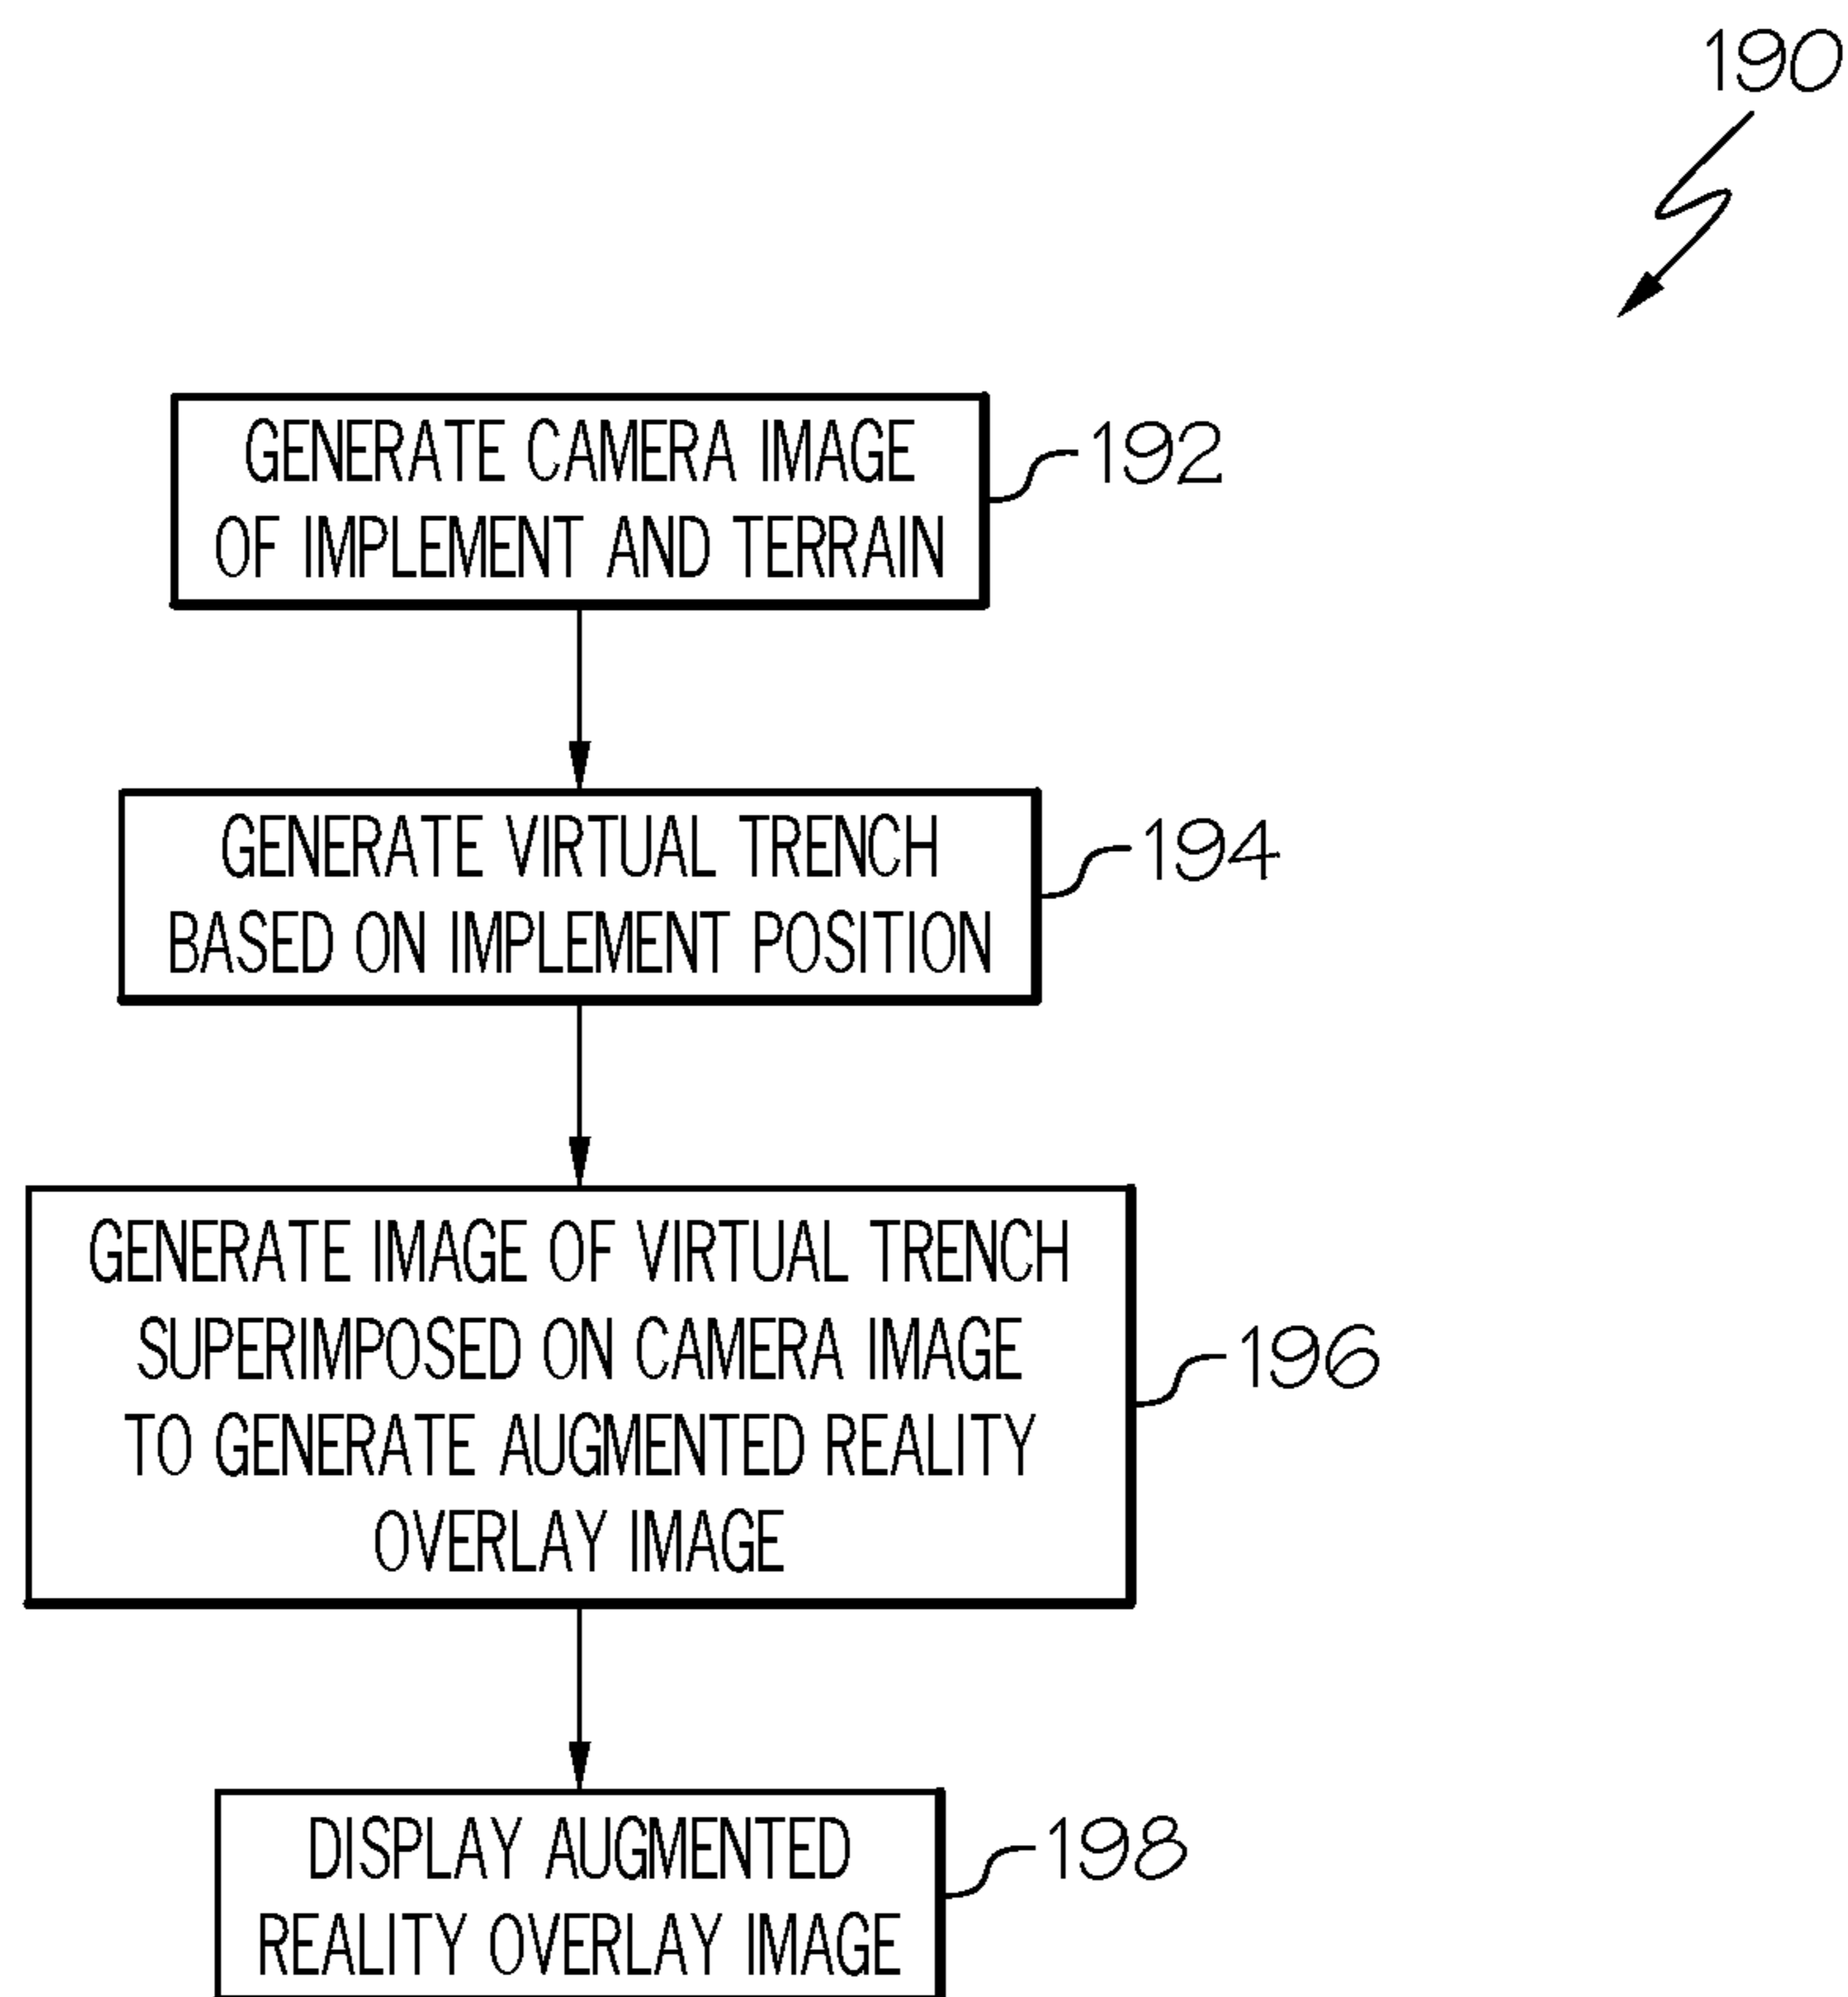 190
GENERATE CAMERA IMAGE
OF IMPLEMENT AND TERRAIN
192
GENERATE VIRTUAL TRENCH
BASED ON IMPLEMENT POSITION
194
GENERATE IMAGE OF VIRTUAL TRENCH
SUPERIMPOSED ON CAMERA IMAGE
TO GENERATE AUGMENTED REALITY
OVERLAY IMAGE
196
DISPLAY AUGMENTED
REALITY OVERLAY IMAGE
198